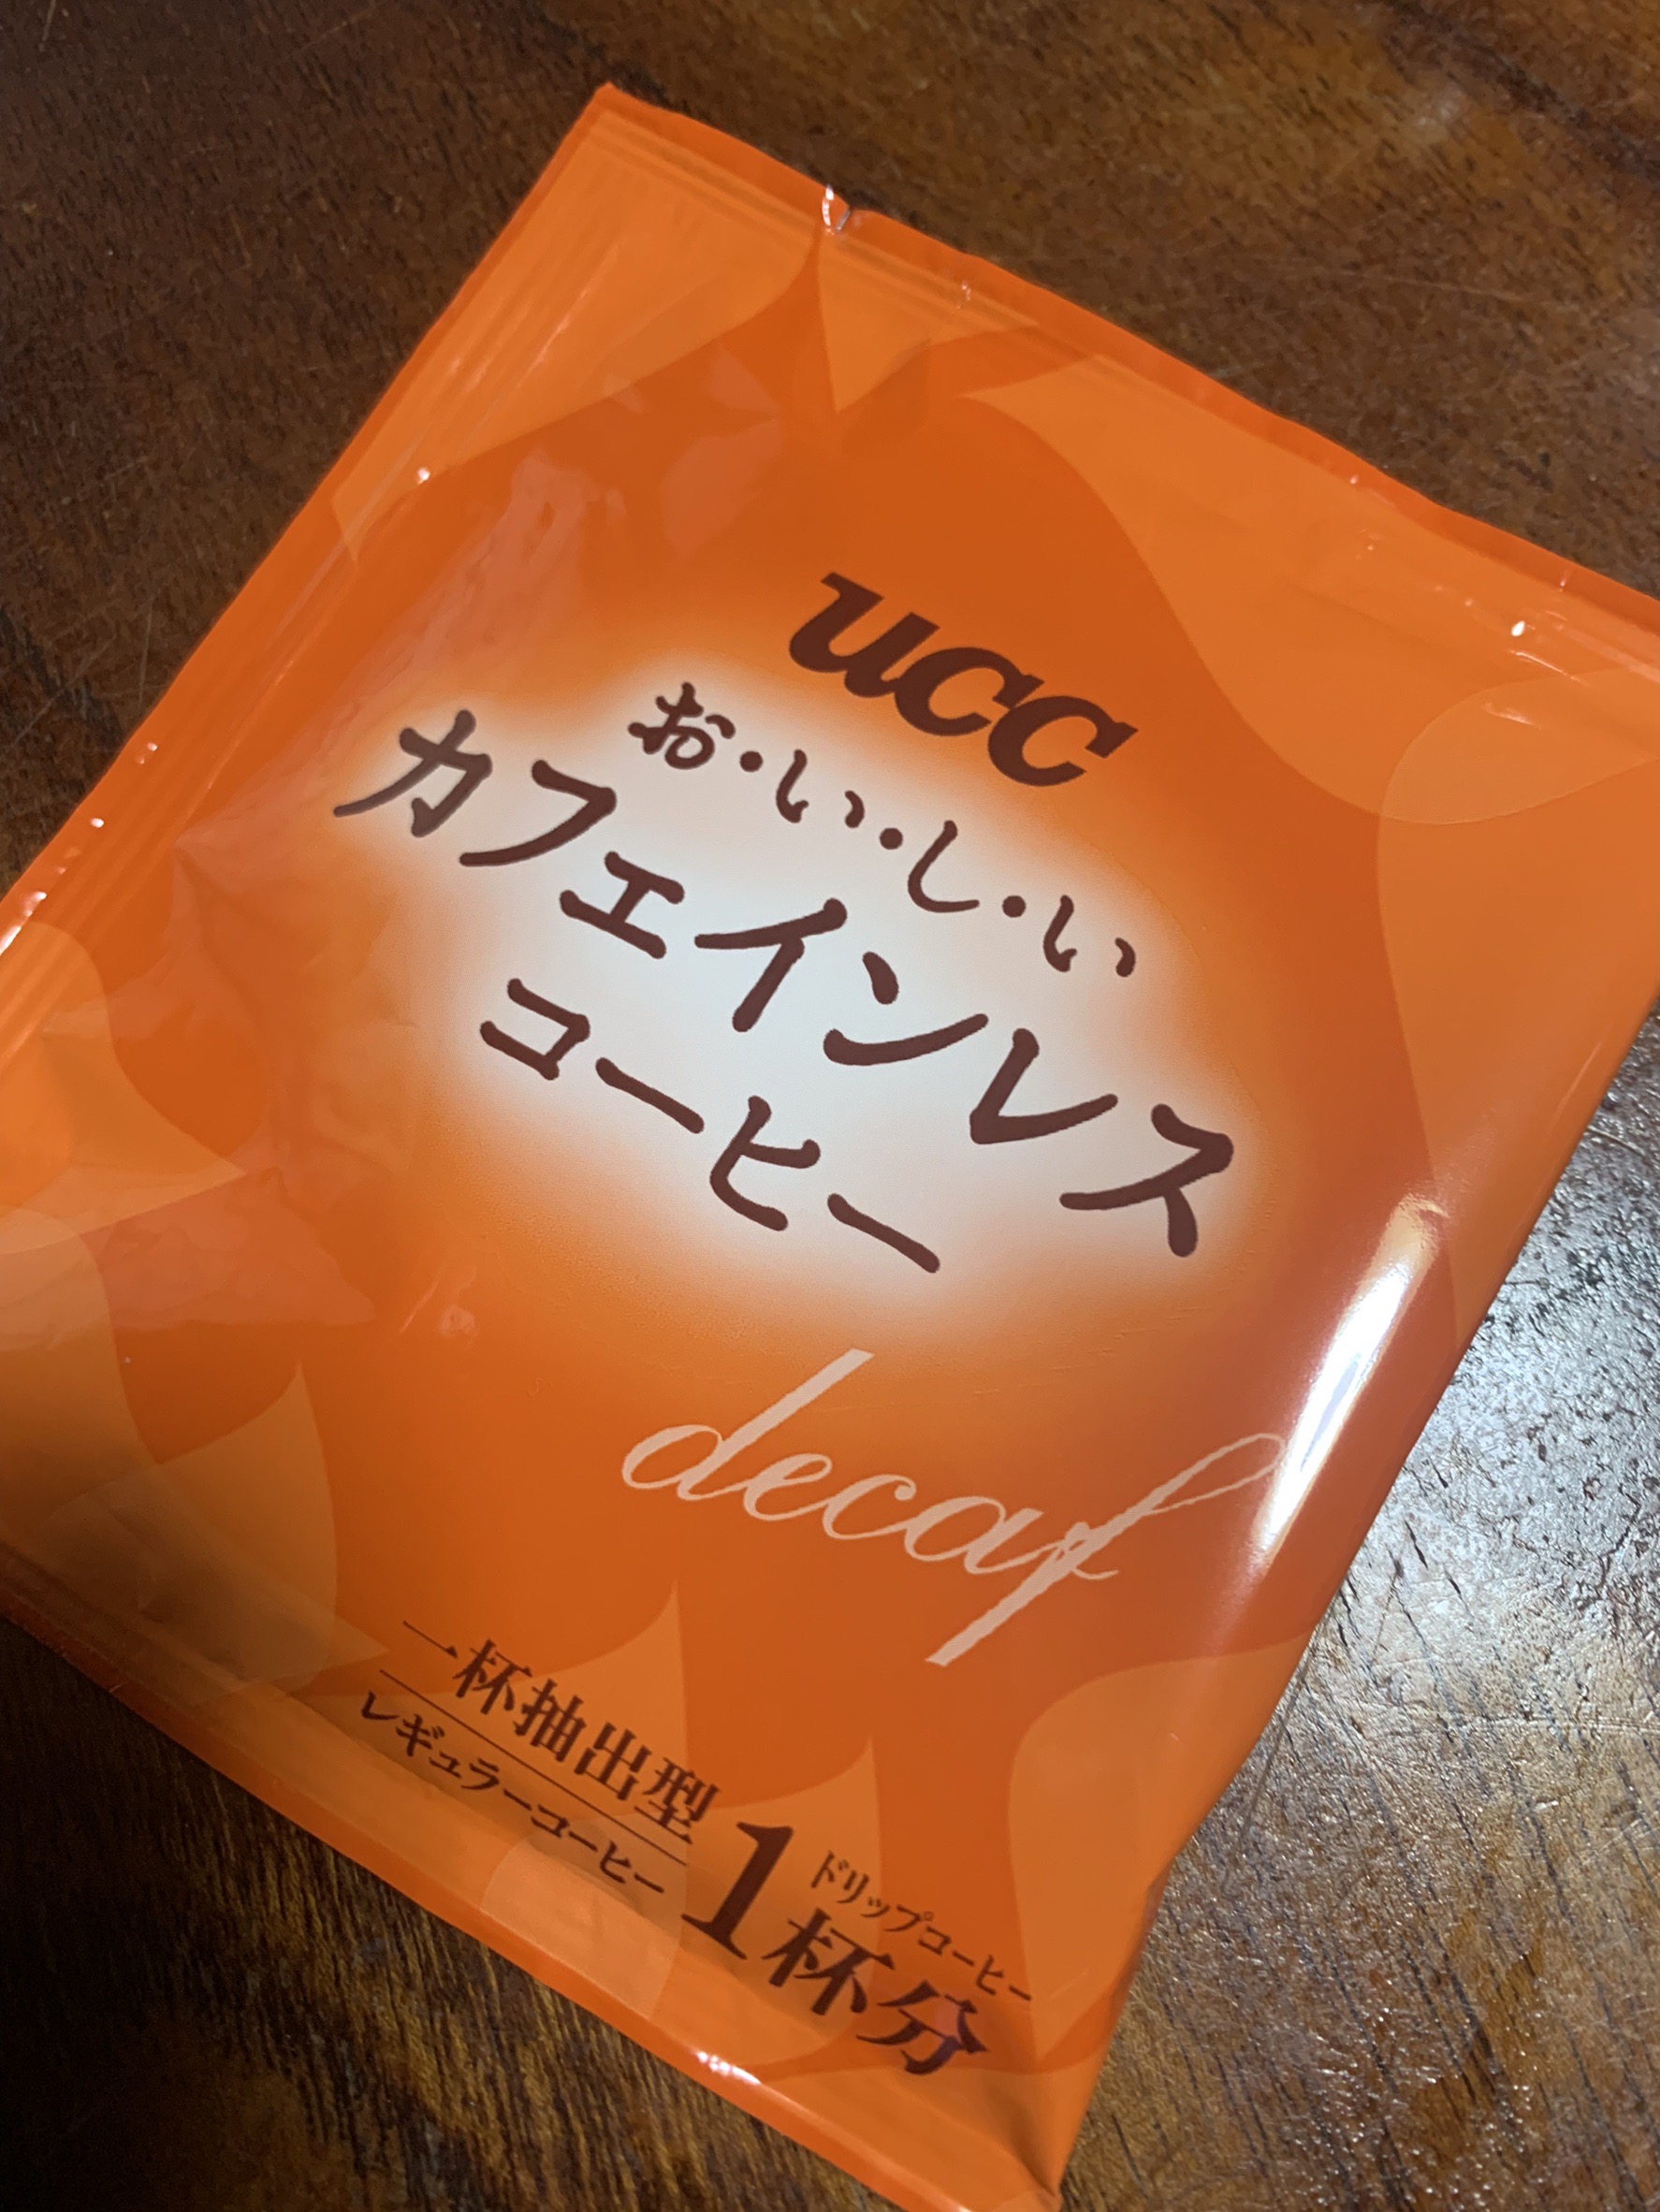 ucc
お・い・し・い
カフェインレス
コーヒー
decaf
一杯抽出型
レギュラーコーヒー
ドリップコーヒー
1杯分